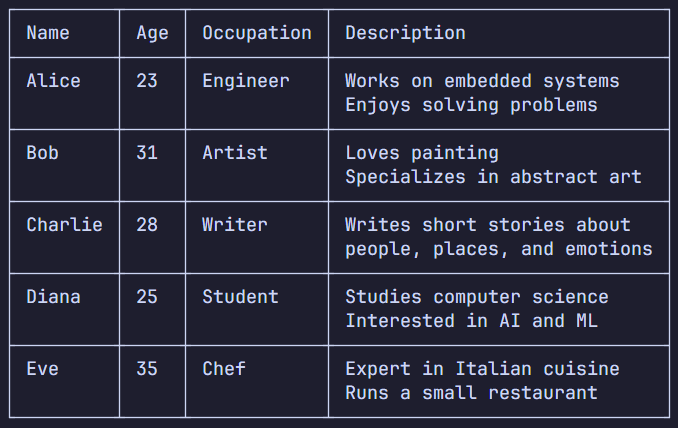 Name Age Occupation Description
Alice 23 Engineer Works on embedded systems
Enjoys solving problems
Bob 31 Artist Loves painting
Specializes in abstract art
Charlie 28 Writer Writes short stories about
people, places, and emotions
Diana 25 Student Studies computer science
Interested in AI and ML
Eve 35 Chef Expert in Italian cuisine
Runs a small restaurant